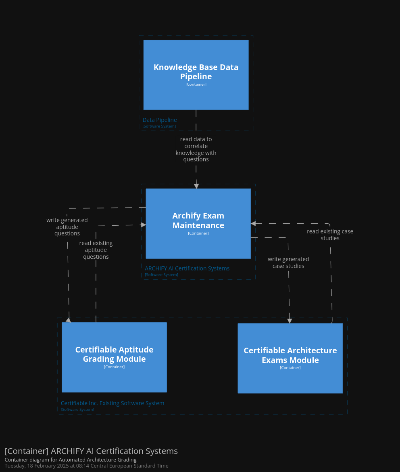 Knowledge Base Data
Pipeline
[Container]
Data Pipeline
[Software System]
read data to
correlate
knowledge with
questions
Archify Exam
Maintenance
[Container]
write generated
aptitude
questions
read existing
aptitude
questions
read existing case
studies
write generated
case studies
ARCHIFY AI Certification Systems
[Software System]
Certifiable Aptitude
Grading Module
[Container]
Certifiable Architecture
Exams Module
[Container]
Certifiable Inc. Existing Software System
[Software System]
[Container] ARCHIFY AI Certification Systems
Container diagram for Automated Architecture Grading
Tuesday, 18 February 2025 at 08:14 Central European Standard Time